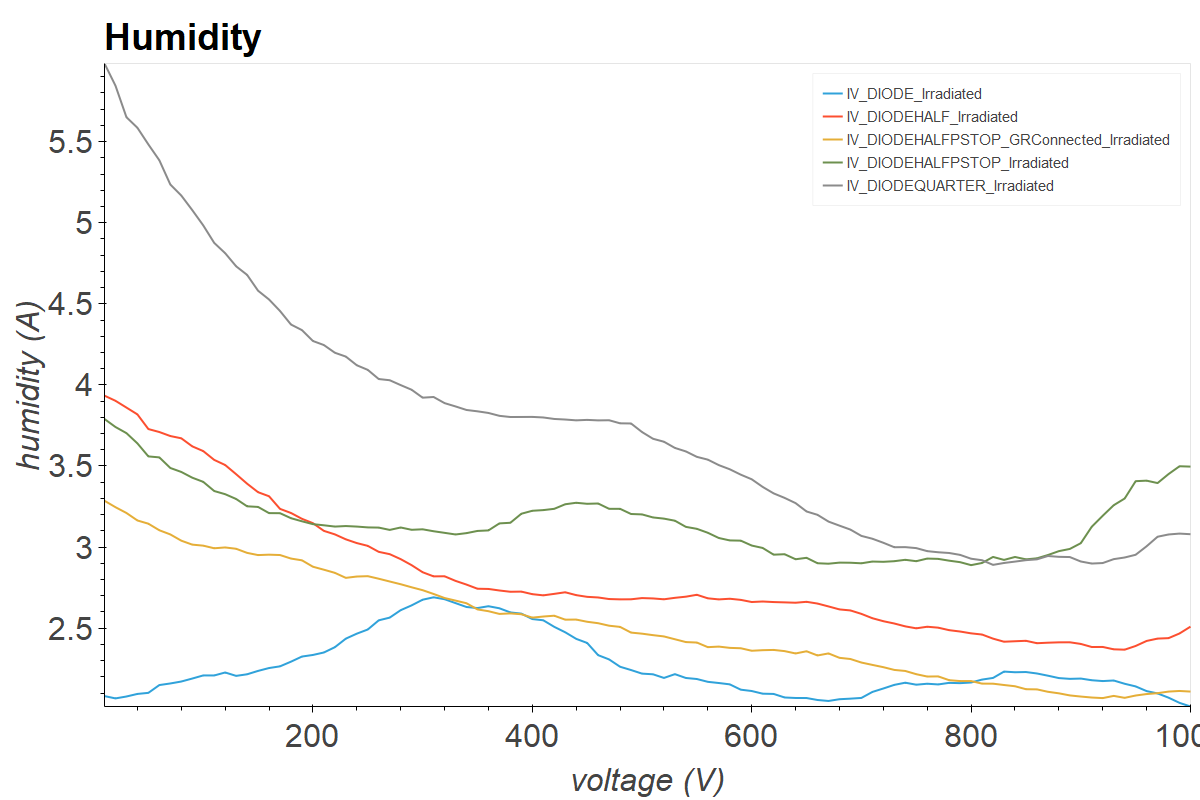 Humidity
IV_DIODE_Irradiated
IV_DIODEHALF_Irradiated
IV_DIODEHALFPSTOP_GRConnected_Irradiated
IV_DIODEHALFPSTOP_Irradiated
IV_DIODEQUARTER_Irradiated
humidity (A)
5.5
5
4.5
4
3.5
3
2.5
200 400 600 800 100
voltage (V)